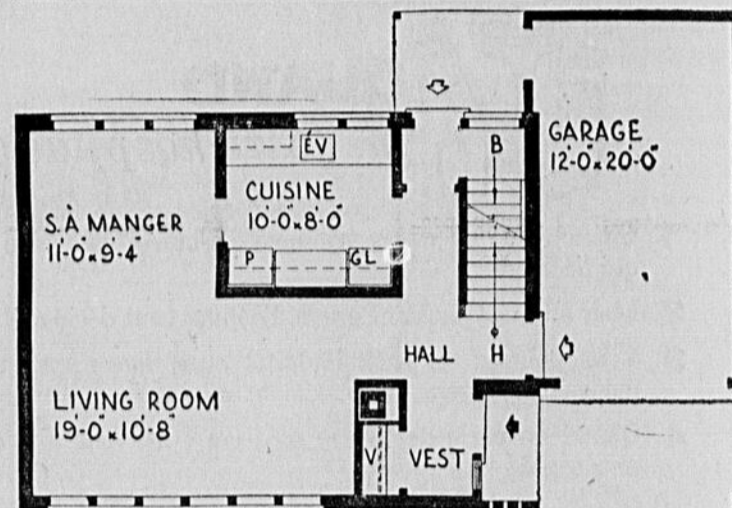 GARAGE
12'-0"x20'-0"
B
EV
CUISINE
10'-0"x8'-0"
S.À MANGER
11'-0"x9'-4"
P
GL
HALL
H
LIVING ROOM
19'-0"x10'-8"
V
VEST